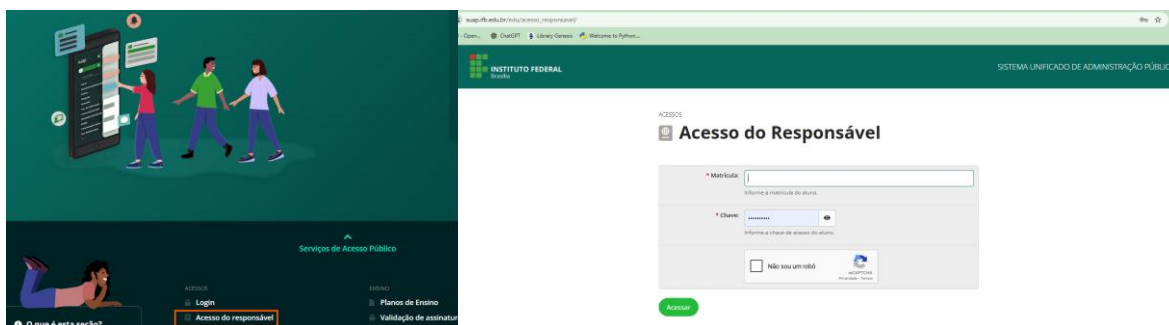 Serviços de Acesso Público
ACESSOS
Login
Acesso do responsável
ENSINO
Planos de Ensino
Validação de assinatur
O que é esta seção?
suap.ifb.edu.br/edu/acesso_responsavel/
Open... ChatGPT Library Genesis Welcome to Python...
INSTITUTO FEDERAL
Brasília
SISTEMA UNIFICADO DE ADMINISTRAÇÃO PÚBLIC
ACESSOS
Acesso do Responsável
* Matrícula:
Informe a matrícula do aluno.
* Chave:
Informe a chave de acesso do aluno.
Não sou um robô
reCAPTCHA
Privacidade - Termos
Acessar